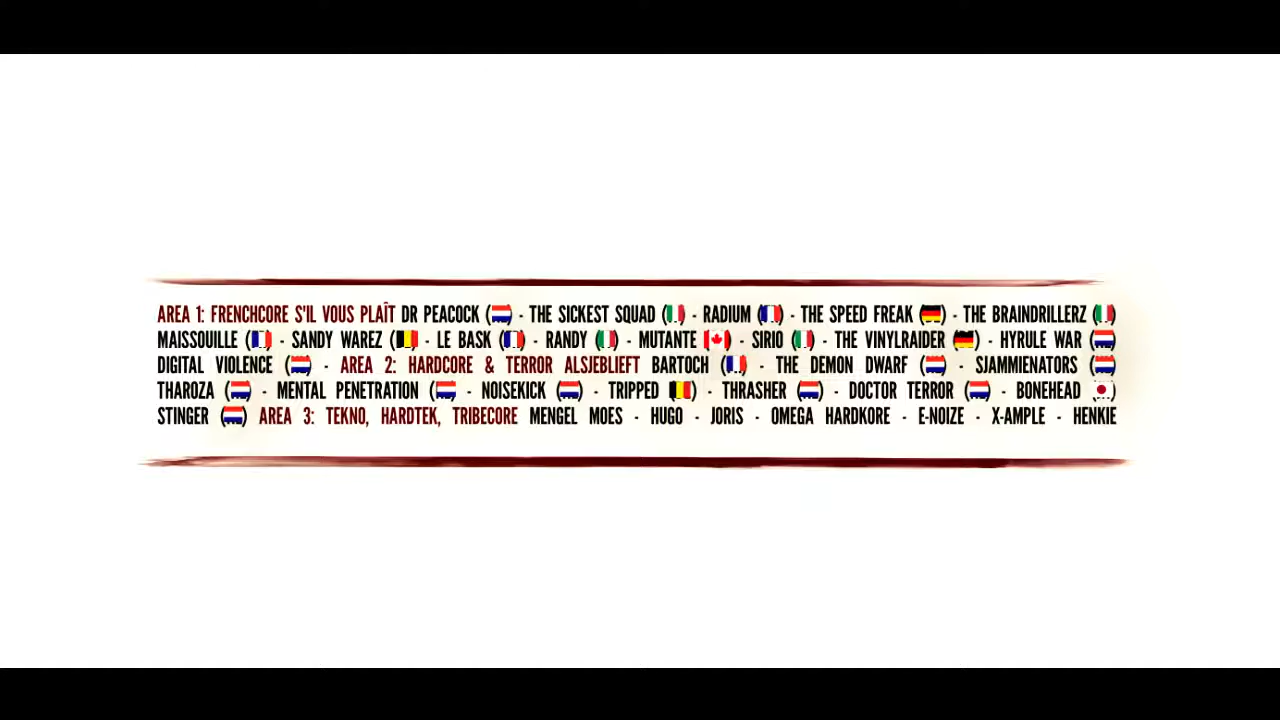 AREA 1: FRENCHCORE S'IL VOUS PLAÎT DR PEACOCK () - THE SICKEST SQUAD () - RADIUM () - THE SPEED FREAK () - THE BRAINDRILLERZ ()
MAISSOUILLE () - SANDY WAREZ () - LE BASK () - RANDY () - MUTANTE () - SIRIO () - THE VINYLRAIDER () - HYRULE WAR ()
DIGITAL VIOLENCE () - AREA 2: HARDCORE & TERROR ALSJEBLIEFT BARTOCH () - THE DEMON DWARF () - SJAMMIENATORS ()
THAROZA () - MENTAL PENETRATION () - NOISEKICK () - TRIPPED () - THRASHER () - DOCTOR TERROR () - BONEHEAD ()
STINGER () AREA 3: TEKNO, HARDTEK, TRIBECORE MENGEL MOES - HUGO - JORIS - OMEGA HARDKORE - E-NOIZE - X-AMPLE - HENKIE